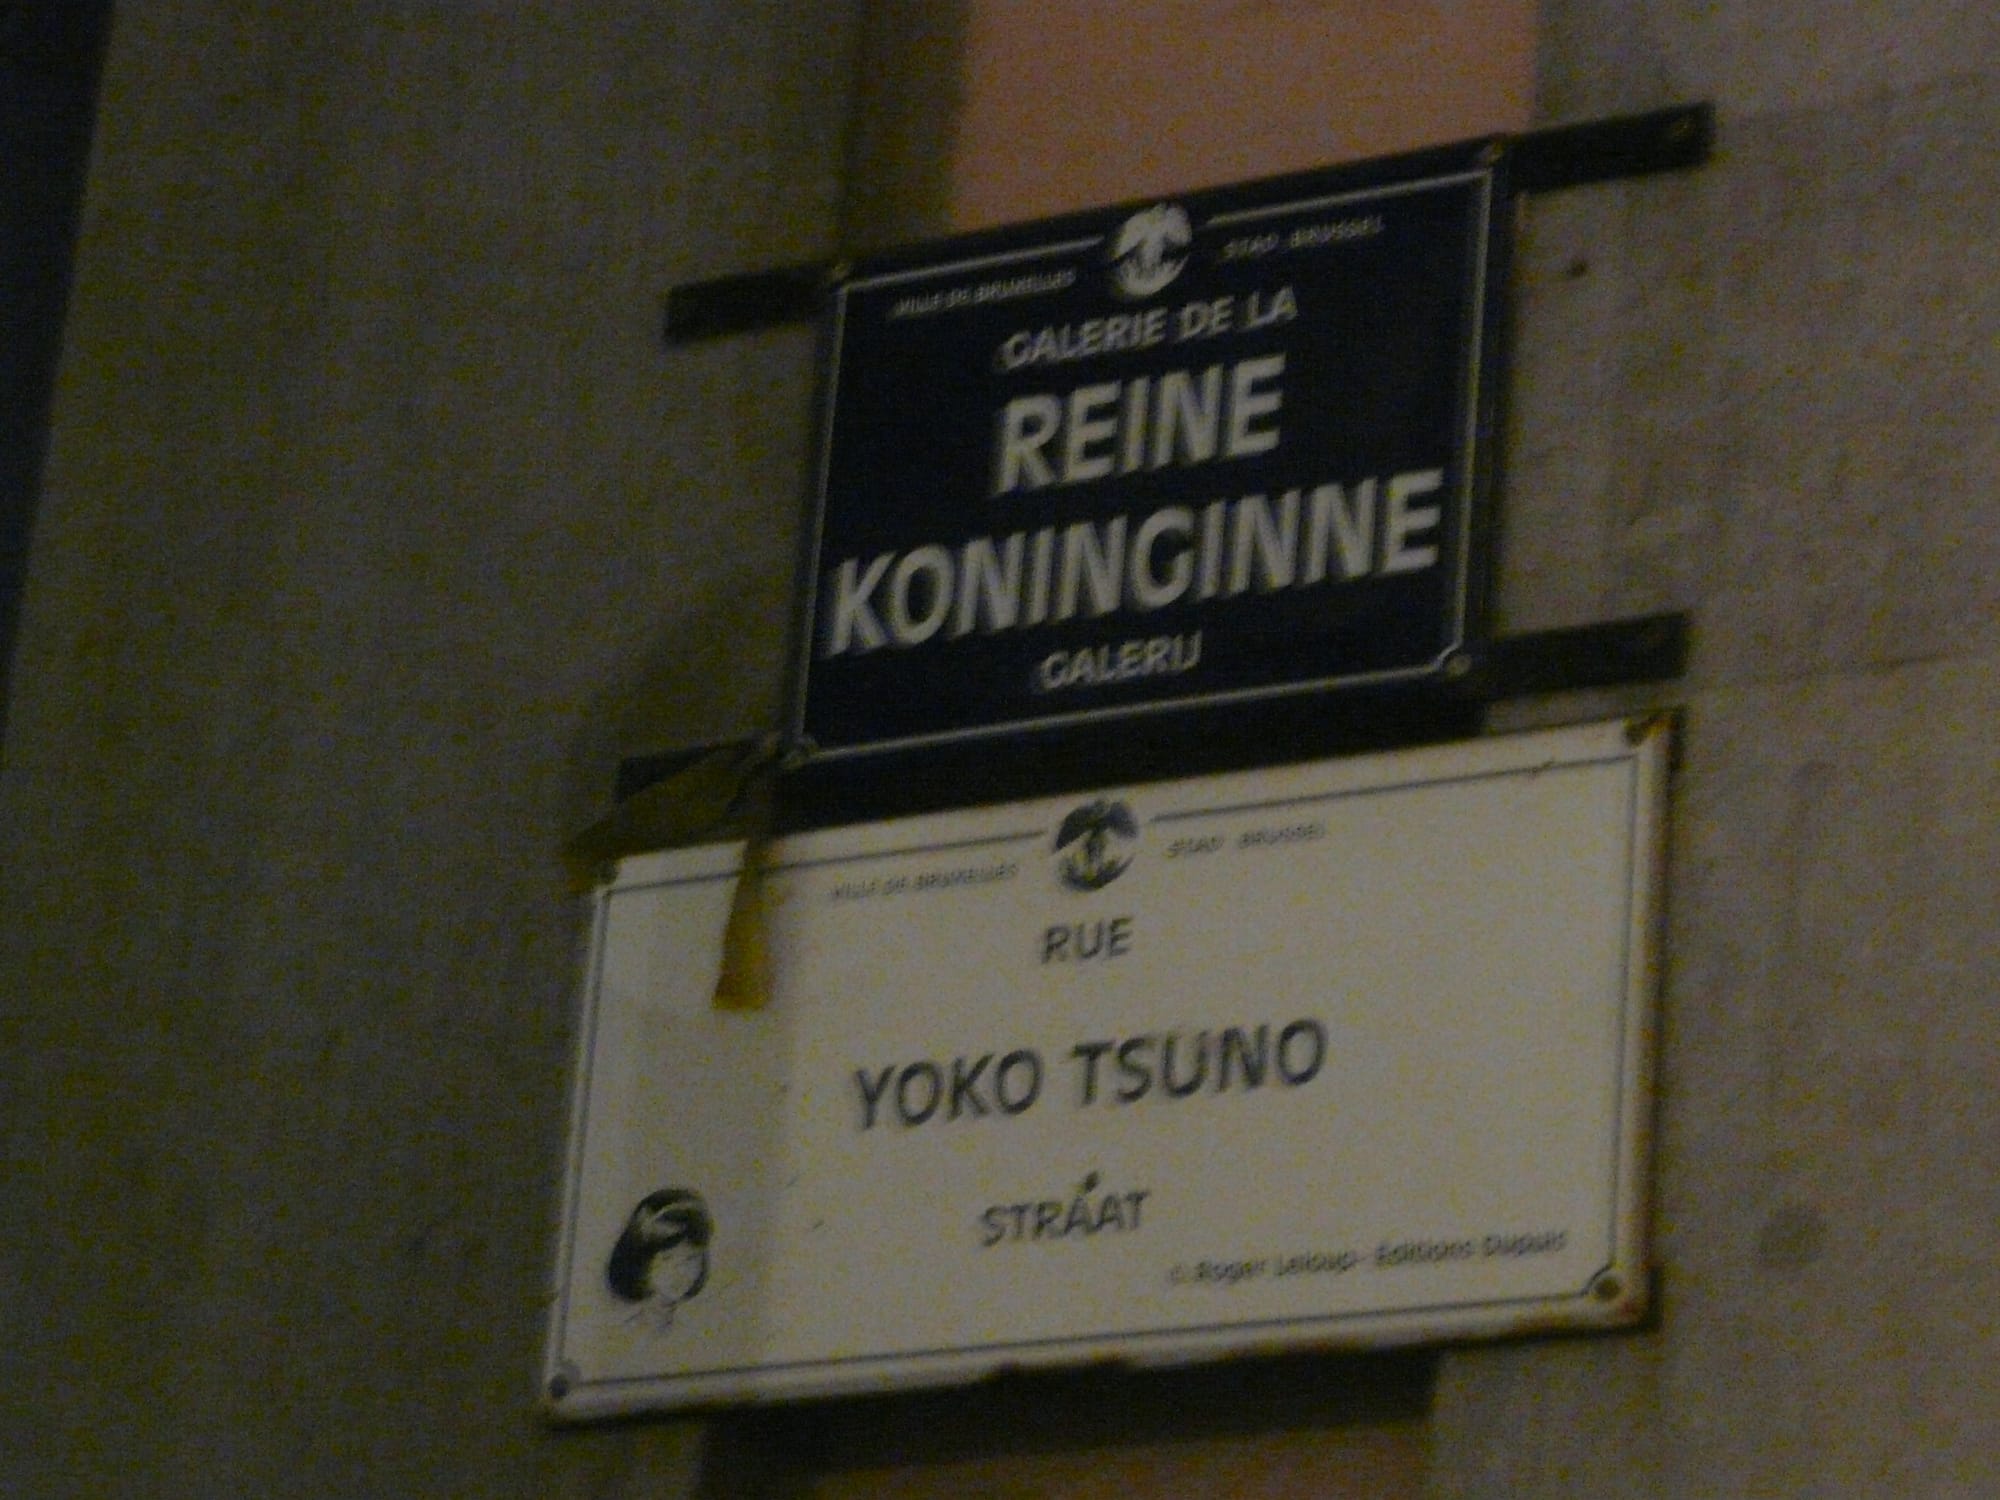 VILLE DE BRUXELLES STAD BRUSSEL
GALERIE DE LA
REINE
KONINGINNE
GALERIJ
VILLE DE BRUXELLES STAD BRUSSEL
RUE
YOKO TSUNO
STRAAT
© Roger Leloup - Editions Dupuis